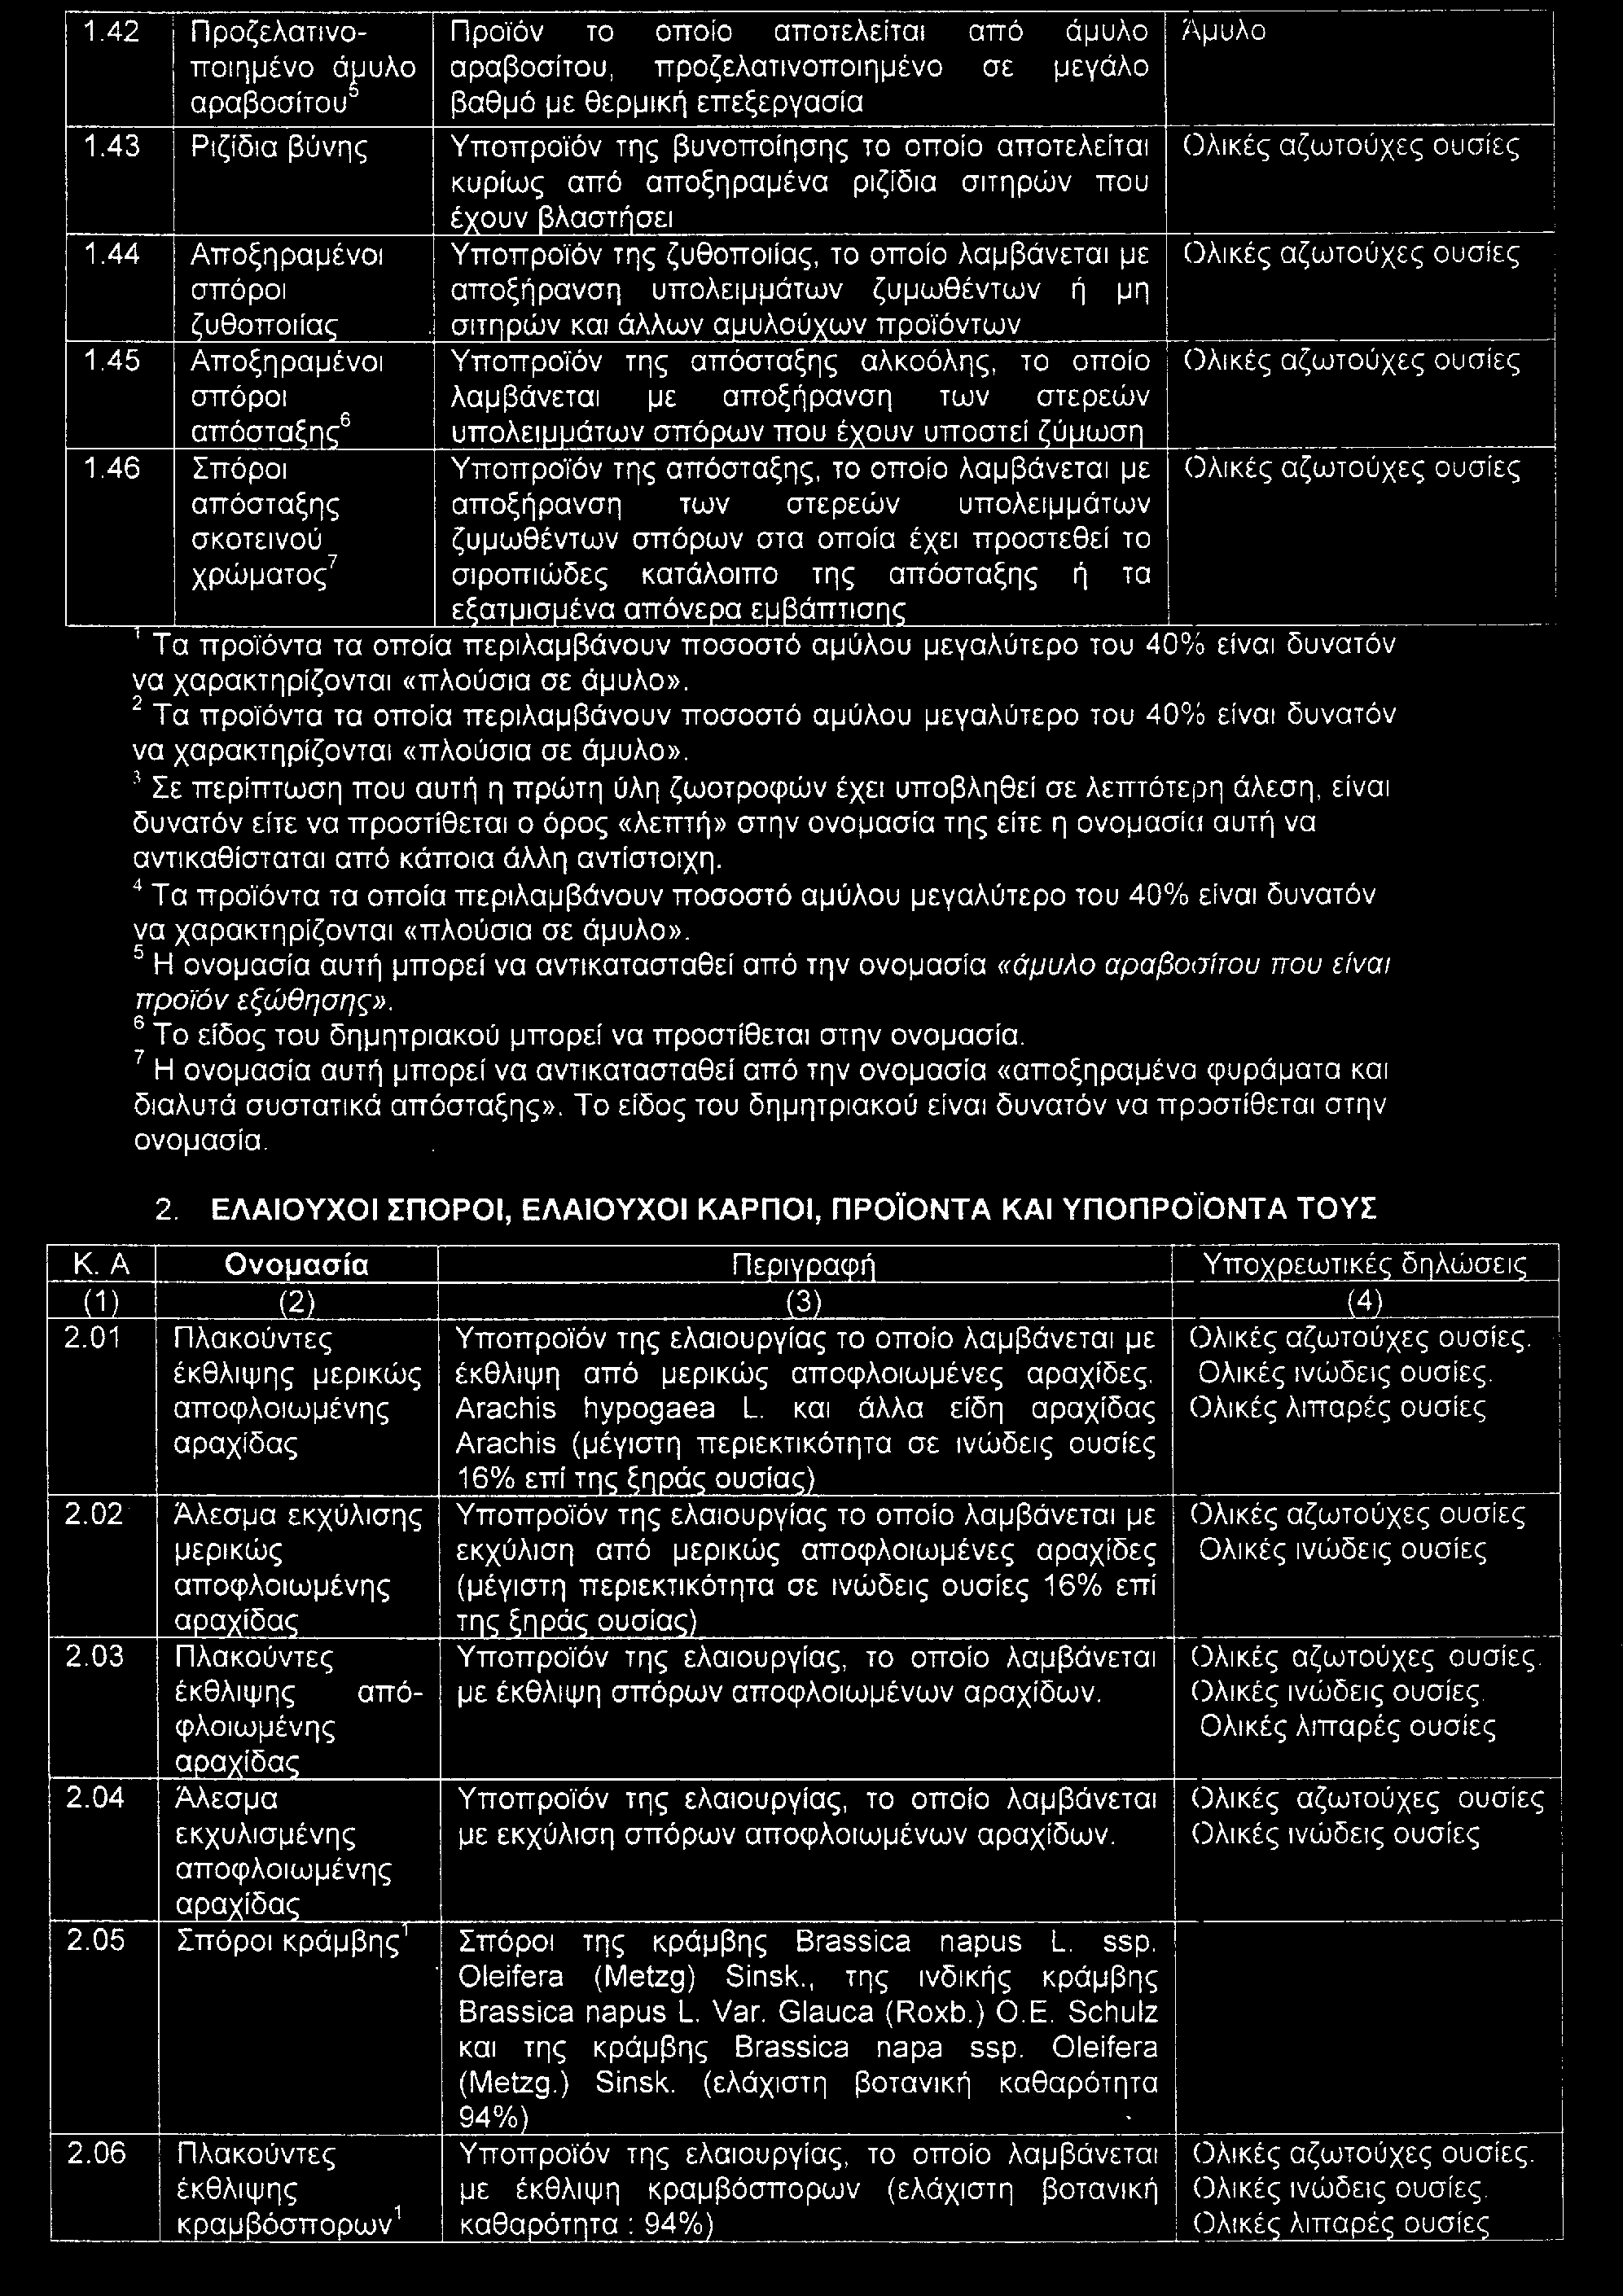 1.42 Προζελατινο- Προϊόν το οποίο αποτελείται από άμυλο Άμυλο
ποιημένο άμυλο αραβοσίτου, προζελατινοποιημένο σε μεγάλο
αραβοσίτου⁵ βαθμό με θερμική επεξεργασία
1.43 Ριζίδια βύνης Υποπροϊόν της βυνοποίησης το οποίο αποτελείται Ολικές αζωτούχες ουσίες
κυρίως από αποξηραμένα ριζίδια σιτηρών που
έχουν βλαστήσει
1.44 Αποξηραμένοι Υποπροϊόν της ζυθοποιίας, το οποίο λαμβάνεται με Ολικές αζωτούχες ουσίες
σπόροι αποξήρανση υπολειμμάτων ζυμωθέντων ή μη
ζυθοποιίας σιτηρών και άλλων αμυλούχων προϊόντων
1.45 Αποξηραμένοι Υποπροϊόν της απόσταξης αλκοόλης, το οποίο Ολικές αζωτούχες ουσίες
σπόροι λαμβάνεται με αποξήρανση των στερεών
απόσταξης⁶ υπολειμμάτων σπόρων που έχουν υποστεί ζύμωση
1.46 Σπόροι Υποπροϊόν της απόσταξης, το οποίο λαμβάνεται με Ολικές αζωτούχες ουσίες
απόσταξης αποξήρανση των στερεών υπολειμμάτων
σκοτεινού ζυμωθέντων σπόρων στα οποία έχει προστεθεί το
χρώματος⁷ σιροπιώδες κατάλοιπο της απόσταξης ή τα
εξατμισμένα απόνερα εμβάπτισης
¹ Τα προϊόντα τα οποία περιλαμβάνουν ποσοστό αμύλου μεγαλύτερο του 40% είναι δυνατόν
να χαρακτηρίζονται «πλούσια σε άμυλο».
² Τα προϊόντα τα οποία περιλαμβάνουν ποσοστό αμύλου μεγαλύτερο του 40% είναι δυνατόν
να χαρακτηρίζονται «πλούσια σε άμυλο».
³ Σε περίπτωση που αυτή η πρώτη ύλη ζωοτροφών έχει υποβληθεί σε λεπτότερη άλεση, είναι
δυνατόν είτε να προστίθεται ο όρος «λεπτή» στην ονομασία της είτε η ονομασία αυτή να
αντικαθίσταται από κάποια άλλη αντίστοιχη.
⁴ Τα προϊόντα τα οποία περιλαμβάνουν ποσοστό αμύλου μεγαλύτερο του 40% είναι δυνατόν
να χαρακτηρίζονται «πλούσια σε άμυλο».
⁵ Η ονομασία αυτή μπορεί να αντικατασταθεί από την ονομασία «άμυλο αραβοσίτου που είναι
προϊόν εξώθησης».
⁶ Το είδος του δημητριακού μπορεί να προστίθεται στην ονομασία.
⁷ Η ονομασία αυτή μπορεί να αντικατασταθεί από την ονομασία «αποξηραμένα φυράματα και
διαλυτά συστατικά απόσταξης». Το είδος του δημητριακού είναι δυνατόν να προστίθεται στην
ονομασία.
2. ΕΛΑΙΟΥΧΟΙ ΣΠΟΡΟΙ, ΕΛΑΙΟΥΧΟΙ ΚΑΡΠΟΙ, ΠΡΟΪΟΝΤΑ ΚΑΙ ΥΠΟΠΡΟΪΟΝΤΑ ΤΟΥΣ
Κ. Α Ονομασία Περιγραφή Υποχρεωτικές δηλώσεις
(1) (2) (3) (4)
2.01 Πλακούντες Υποπροϊόν της ελαιουργίας το οποίο λαμβάνεται με Ολικές αζωτούχες ουσίες.
έκθλιψης μερικώς έκθλιψη από μερικώς αποφλοιωμένες αραχίδες, Ολικές ινώδεις ουσίες.
αποφλοιωμένης Arachis hypogaea L. και άλλα είδη αραχίδας Ολικές λιπαρές ουσίες
αραχίδας Arachis (μέγιστη περιεκτικότητα σε ινώδεις ουσίες
16% επί της ξηράς ουσίας)
2.02 Άλεσμα εκχύλισης Υποπροϊόν της ελαιουργίας το οποίο λαμβάνεται με Ολικές αζωτούχες ουσίες
μερικώς εκχύλιση από μερικώς αποφλοιωμένες αραχίδες Ολικές ινώδεις ουσίες
αποφλοιωμένης (μέγιστη περιεκτικότητα σε ινώδεις ουσίες 16% επί
αραχίδας της ξηράς ουσίας)
2.03 Πλακούντες Υποπροϊόν της ελαιουργίας, το οποίο λαμβάνεται Ολικές αζωτούχες ουσίες.
έκθλιψης από- με έκθλιψη σπόρων αποφλοιωμένων αραχίδων. Ολικές ινώδεις ουσίες.
φλοιωμένης Ολικές λιπαρές ουσίες
αραχίδας
2.04 Άλεσμα Υποπροϊόν της ελαιουργίας, το οποίο λαμβάνεται Ολικές αζωτούχες ουσίες
εκχυλισμένης με εκχύλιση σπόρων αποφλοιωμένων αραχίδων. Ολικές ινώδεις ουσίες
αποφλοιωμένης
αραχίδας
2.05 Σπόροι κράμβης¹ Σπόροι της κράμβης Brassica napus L. ssp.
Oleifera (Metzg) Sinsk., της ινδικής κράμβης
Brassica napus L. Var. Glauca (Roxb.) O.E. Schulz
και της κράμβης Brassica napa ssp. Oleifera
(Metzg.) Sinsk. (ελάχιστη βοτανική καθαρότητα
94%)
2.06 Πλακούντες Υποπροϊόν της ελαιουργίας, το οποίο λαμβάνεται Ολικές αζωτούχες ουσίες.
έκθλιψης με έκθλιψη κραμβόσπορων (ελάχιστη βοτανική Ολικές ινώδεις ουσίες.
κραμβόσπορων¹ καθαρότητα : 94%) Ολικές λιπαρές ουσίες